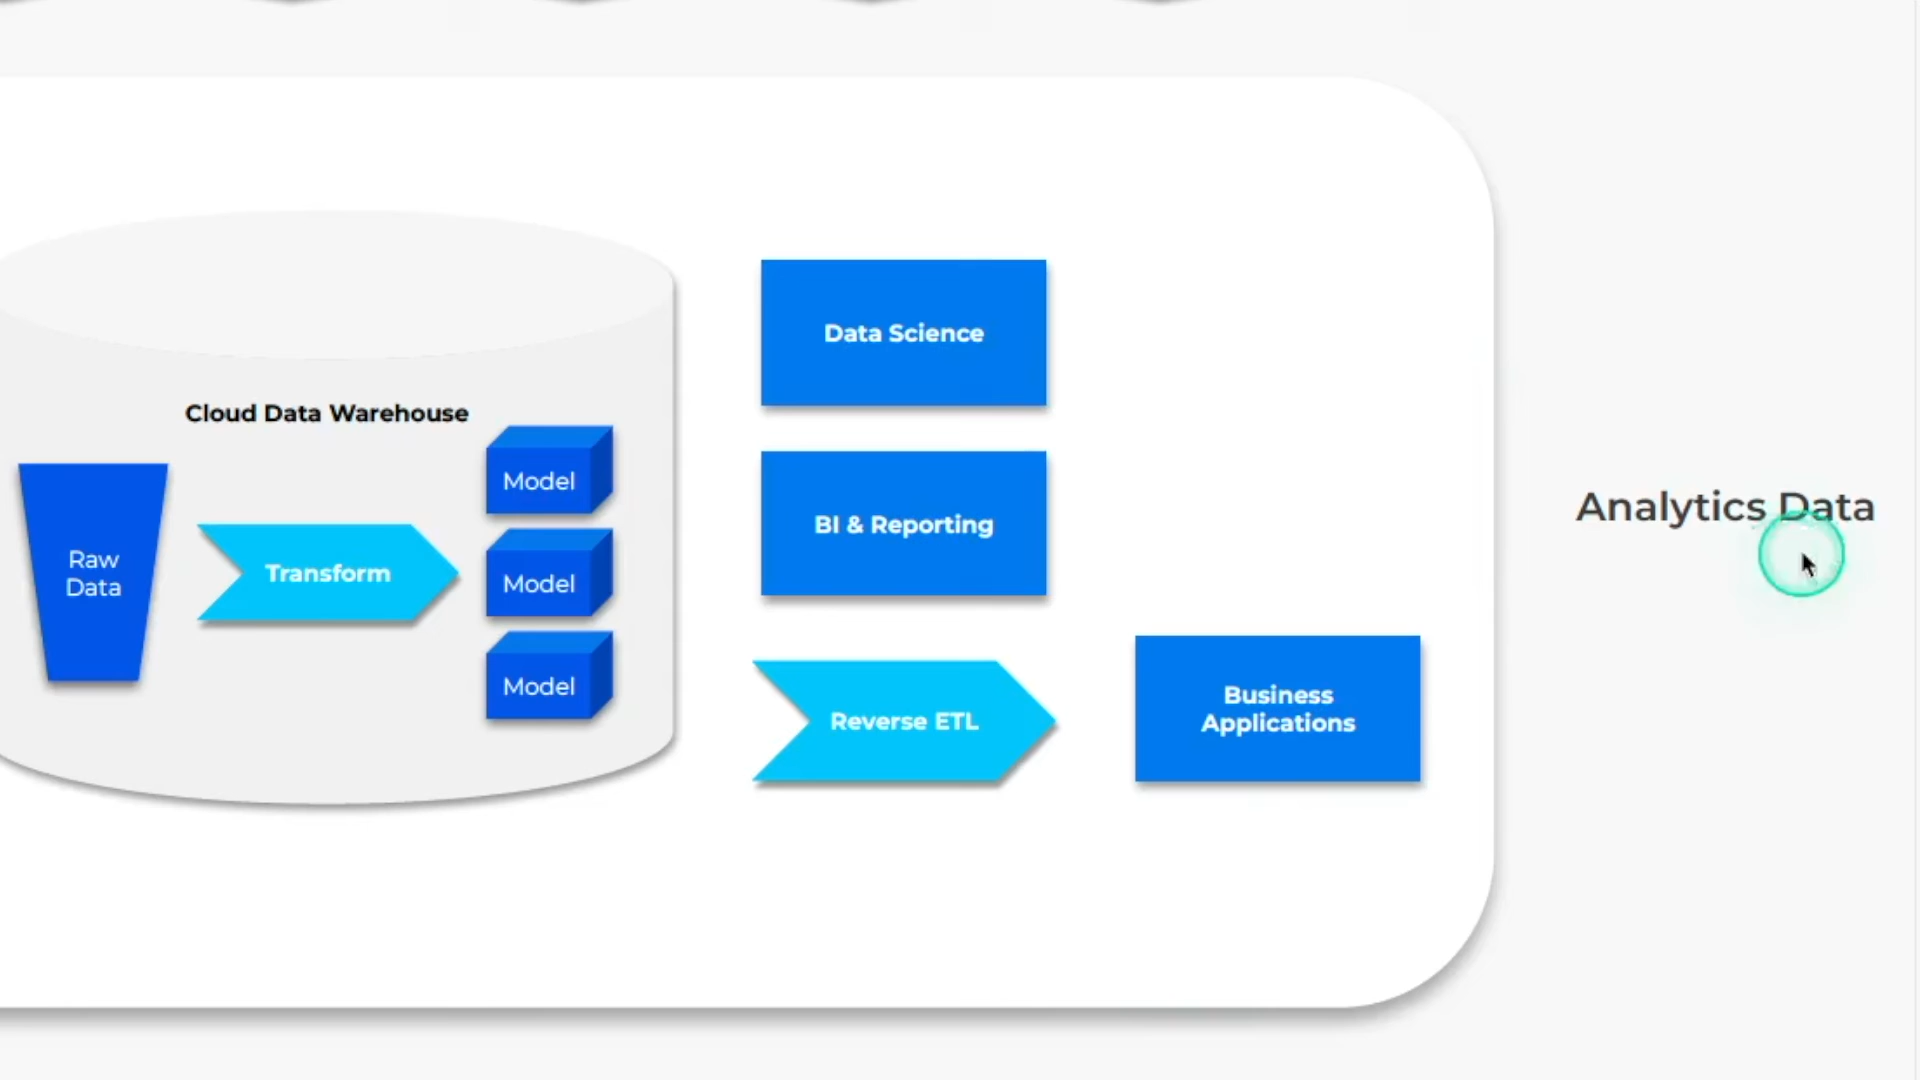 Cloud Data Warehouse
Raw
Data
Transform
Model
Model
Model
Data Science
BI & Reporting
Reverse ETL
Business
Applications
Analytics Data